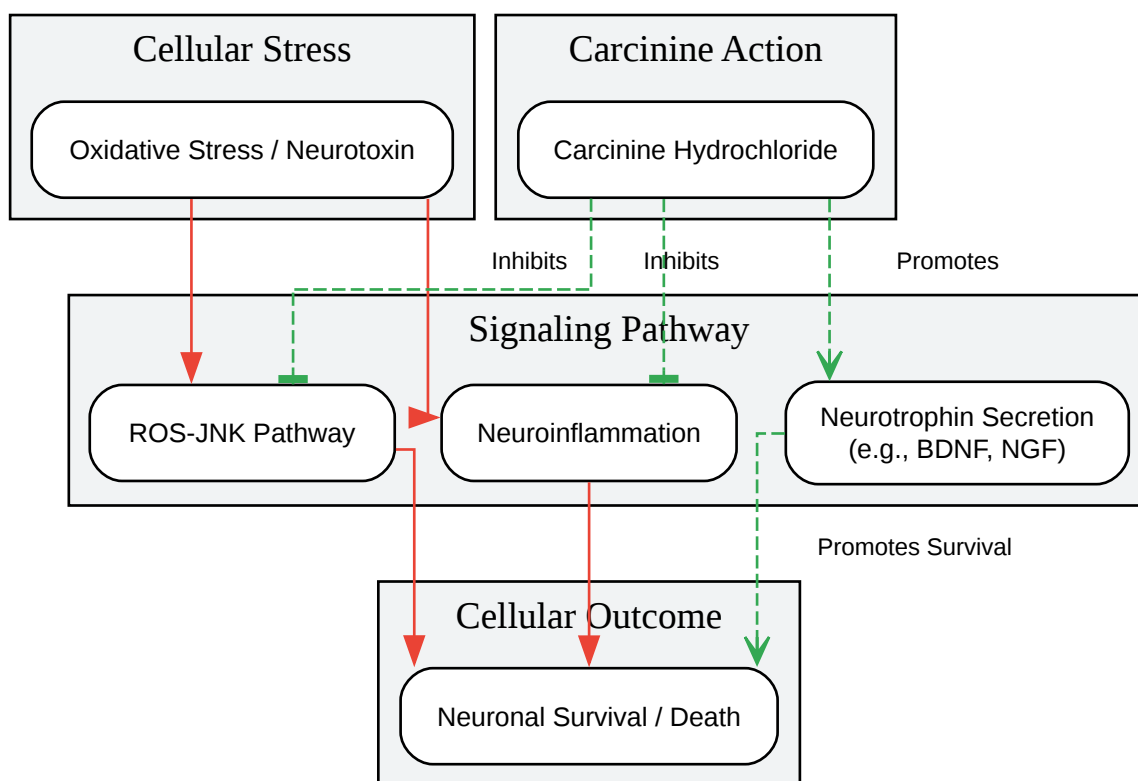 Cellular Stress
Carcinine Action
Oxidative Stress / Neurotoxin
Carcinine Hydrochloride
Inhibits
Inhibits
Promotes
Signaling Pathway
ROS-JNK Pathway
Neuroinflammation
Neurotrophin Secretion
(e.g., BDNF, NGF)
Promotes Survival
Cellular Outcome
Neuronal Survival / Death